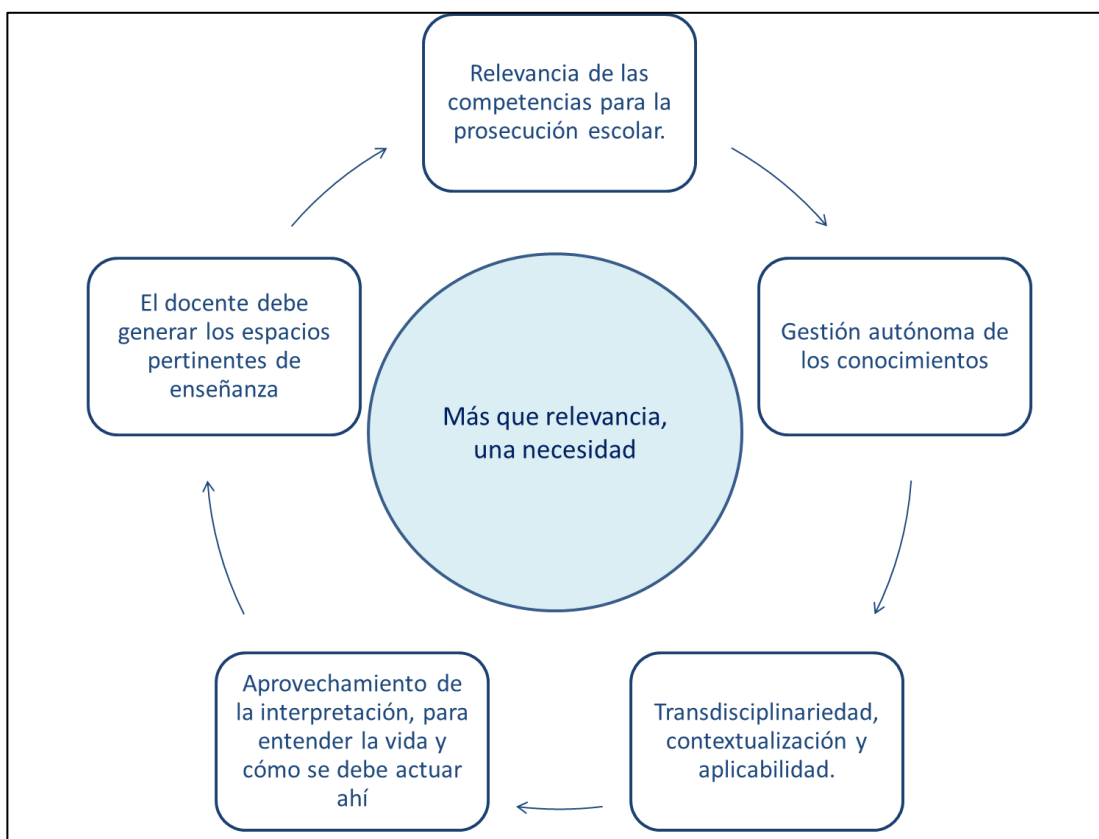 Relevancia de las
competencias para la
prosecución escolar.
Gestión autónoma de
los conocimientos
Transdisciplinariedad,
contextualización y
aplicabilidad.
Aprovechamiento de
la interpretación, para
entender la vida y
cómo se debe actuar
ahí
El docente debe
generar los espacios
pertinentes de
enseñanza
Más que relevancia,
una necesidad